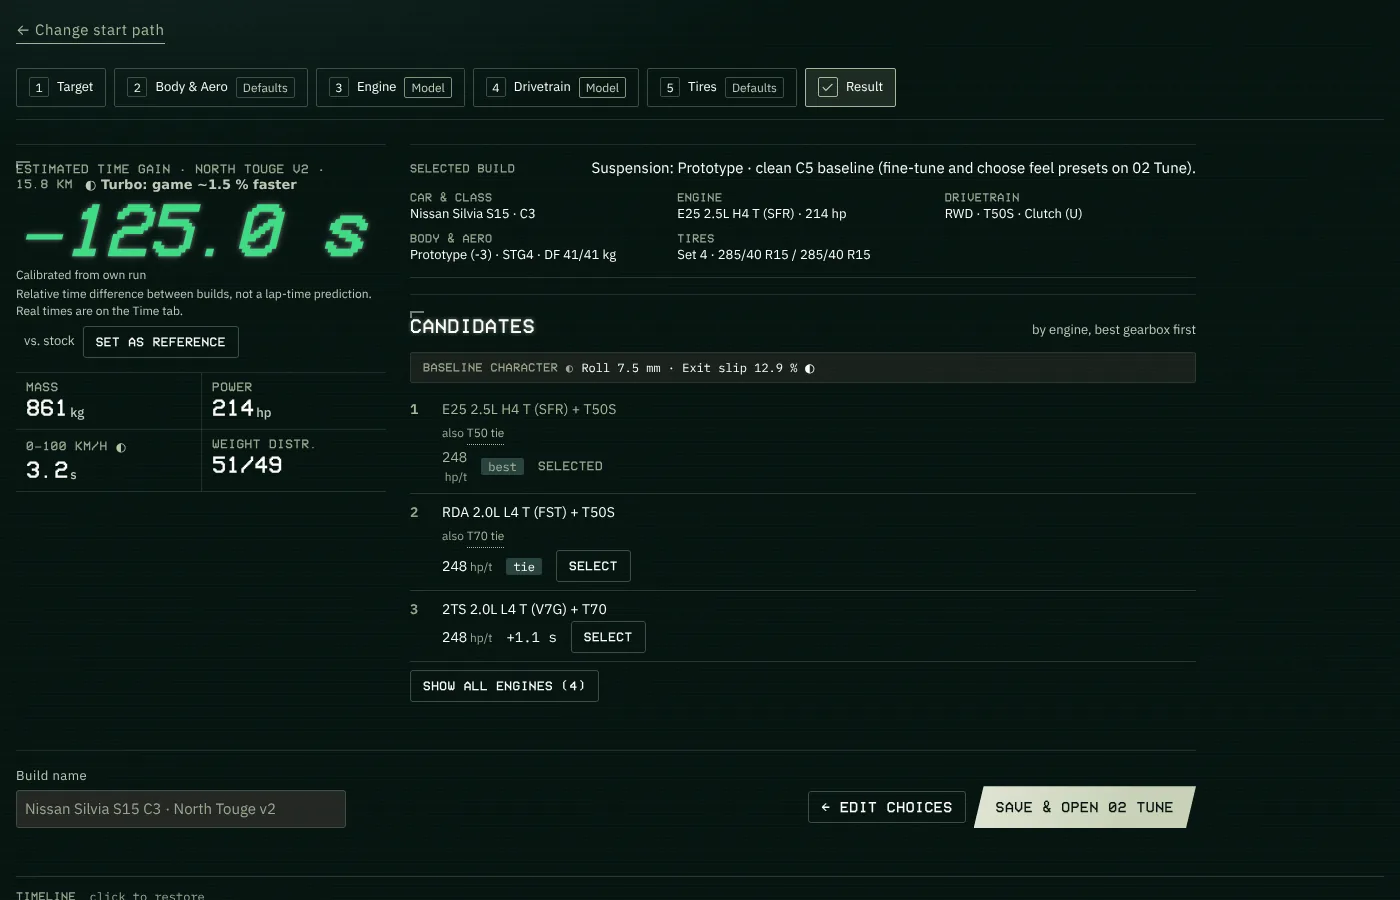 ← Change start path
1 Target
2 Body & Aero Defaults
3 Engine Model
4 Drivetrain Model
5 Tires Defaults
✓ Result
ESTIMATED TIME GAIN · NORTH TOUGE V2 ·
15.8 KM ◐ Turbo: game ~1.5 % faster
−125.0 s
Calibrated from own run
Relative time difference between builds, not a lap-time prediction.
Real times are on the Time tab.
vs. stock SET AS REFERENCE
MASS
861 kg
POWER
214 hp
0–100 KM/H ◐
3.2 s
WEIGHT DISTR.
51/49
SELECTED BUILD
Suspension: Prototype · clean C5 baseline (fine-tune and choose feel presets on 02 Tune).
CAR & CLASS
Nissan Silvia S15 · C3
ENGINE
E25 2.5L H4 T (SFR) · 214 hp
DRIVETRAIN
RWD · T50S · Clutch (U)
BODY & AERO
Prototype (-3) · STG4 · DF 41/41 kg
TIRES
Set 4 · 285/40 R15 / 285/40 R15
CANDIDATES
by engine, best gearbox first
BASELINE CHARACTER ◐ Roll 7.5 mm · Exit slip 12.9 % ◐
1 E25 2.5L H4 T (SFR) + T50S
also T50 tie
248
hp/t
best SELECTED
2 RDA 2.0L L4 T (FST) + T50S
also T70 tie
248 hp/t tie SELECT
3 2TS 2.0L L4 T (V7G) + T70
248 hp/t +1.1 s SELECT
SHOW ALL ENGINES (4)
Build name
Nissan Silvia S15 C3 · North Touge v2
← EDIT CHOICES
SAVE & OPEN 02 TUNE
TIMELINE click to restore